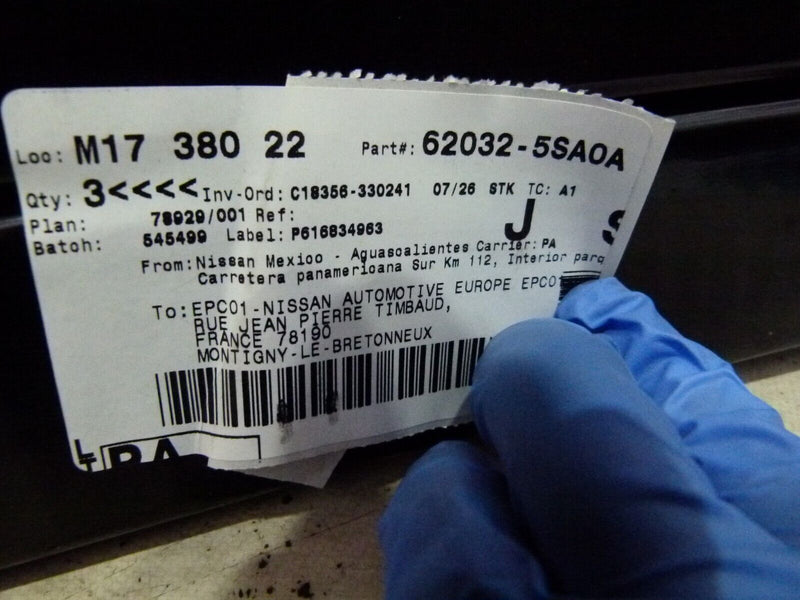 Loc: M17 380 22 Part#: 62032-5SA0A
Qty: 3<<<< Inv-Ord: C18356-330241 07/26 STK TC: A1
Plan: 78929/001 Ref: J S
Batch: 545499 Label: P616834963
From: Nissan Mexico - Aguascalientes Carrier: PA
Carretera panamericana Sur Km 112, Interior parq
To: EPC01-NISSAN AUTOMOTIVE EUROPE EPC01
RUE JEAN PIERRE TIMBAUD,
FRANCE 78190
MONTIGNY-LE-BRETONNEUX